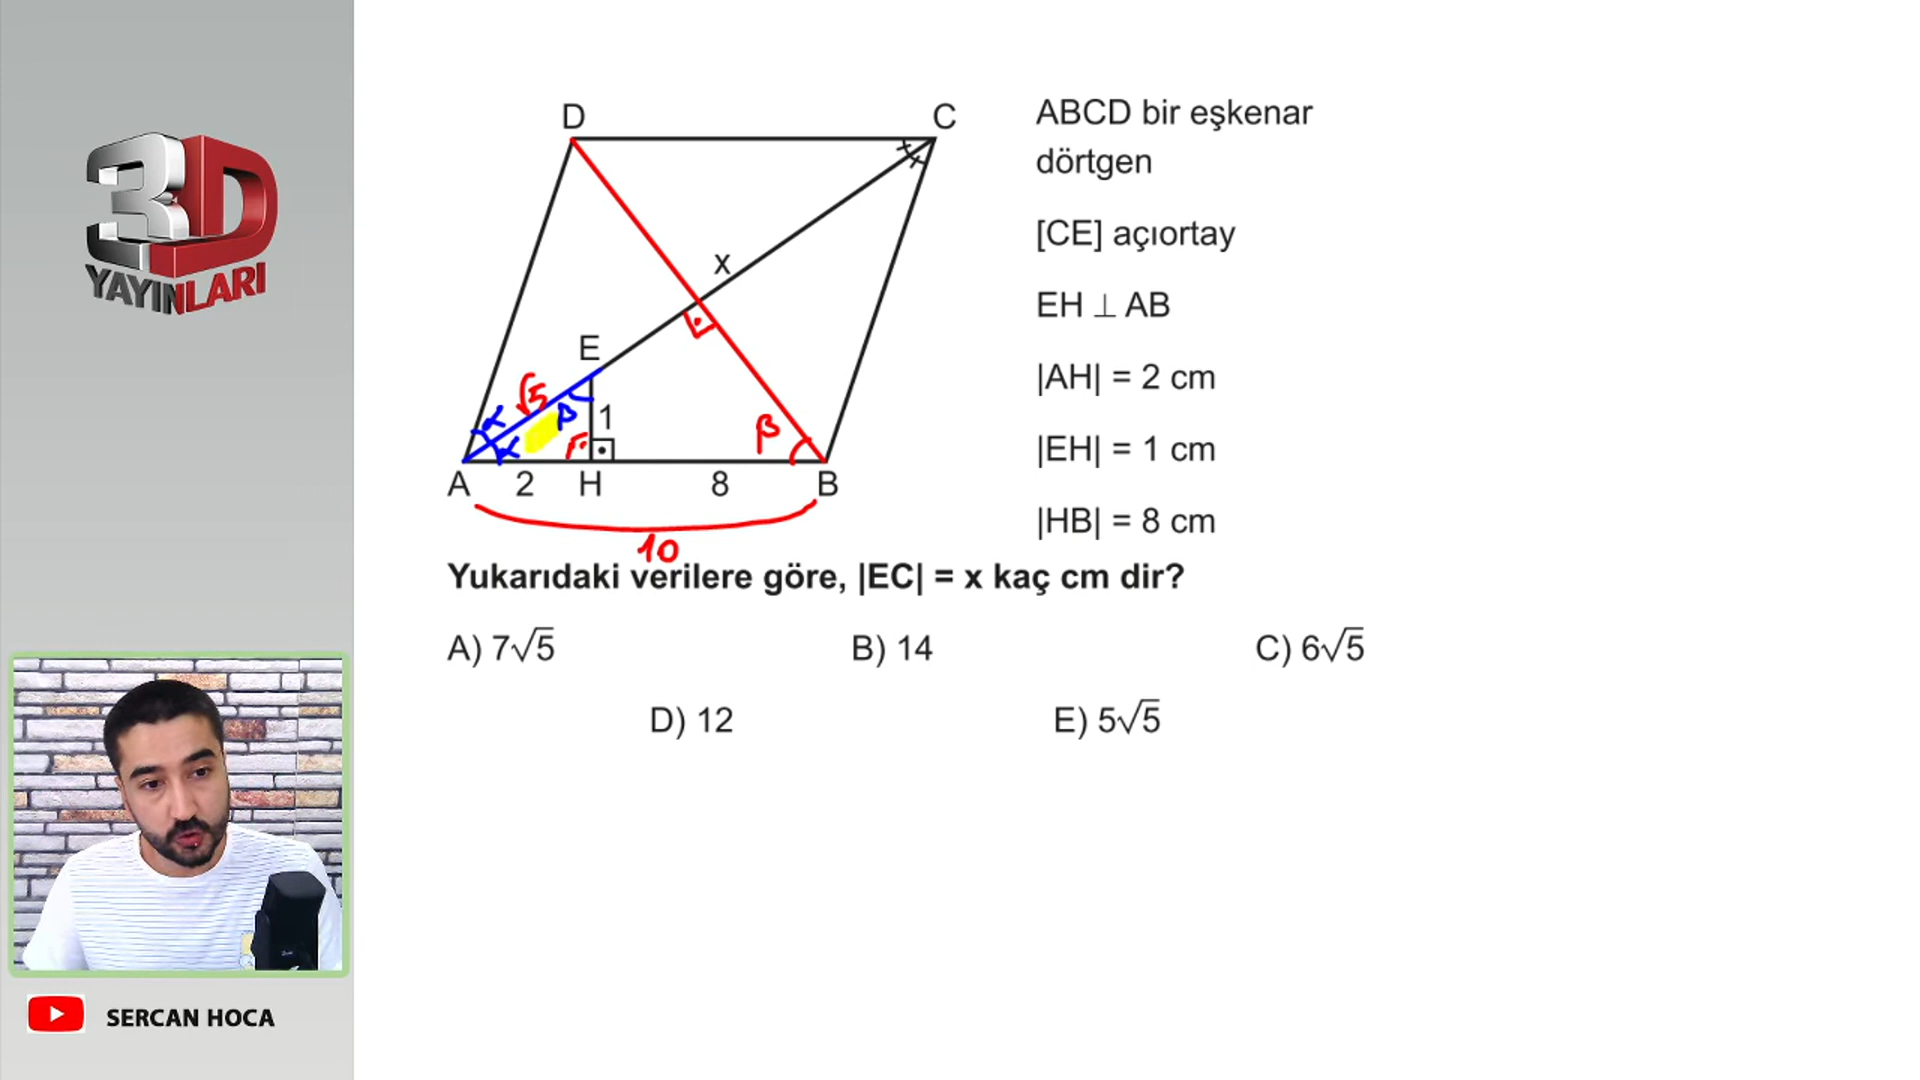 3D
YAYINLARI
D
C
x
E
√5
α
α
β
1
β
A
2
H
8
B
10
ABCD bir eşkenar
dörtgen
[CE] açıortay
EH ⊥ AB
|AH| = 2 cm
|EH| = 1 cm
|HB| = 8 cm
Yukarıdaki verilere göre, |EC| = x kaç cm dir?
A) 7√5
B) 14
C) 6√5
D) 12
E) 5√5
SERCAN HOCA